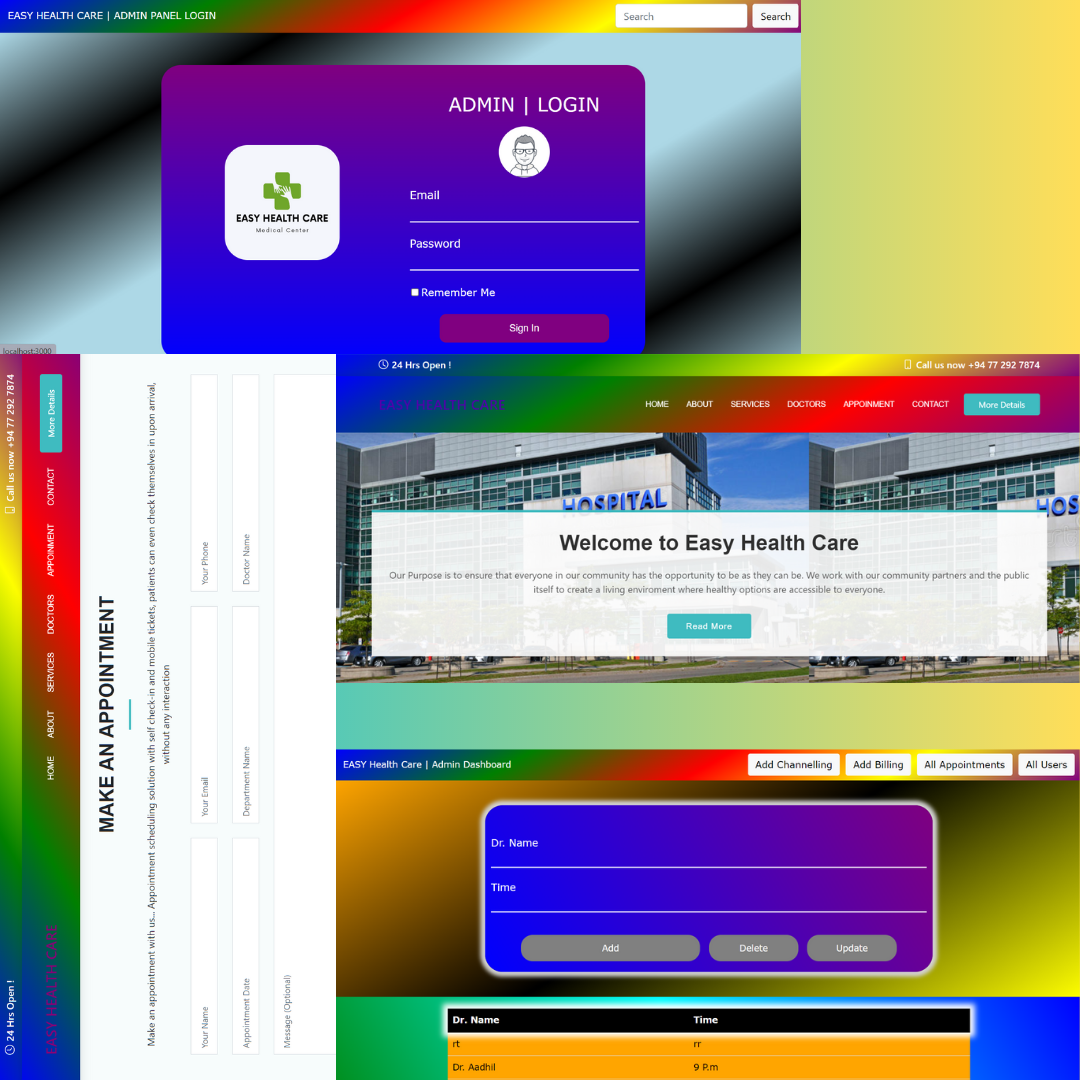 EASY HEALTH CARE | ADMIN PANEL LOGIN
Search
Search
ADMIN | LOGIN
EASY HEALTH CARE
Medical Center
Email
Password
Remember Me
Sign In
localhost:3000
24 Hrs Open !
Call us now +94 77 292 7874
EASY HEALTH CARE
HOME
ABOUT
SERVICES
DOCTORS
APPOINMENT
CONTACT
More Details
MAKE AN APPOINTMENT
Make an appointment with us... Appointment scheduling solution with self check-in and mobile tickets, patients can even check themselves in upon arrival,
without any interaction
Your Name
Your Email
Your Phone
Appointment Date
Department Name
Doctor Name
Message (Optional)
24 Hrs Open !
Call us now +94 77 292 7874
EASY HEALTH CARE
HOME
ABOUT
SERVICES
DOCTORS
APPOINMENT
CONTACT
More Details
HOSPITAL
HOS
Welcome to Easy Health Care
Our Purpose is to ensure that everyone in our community has the opportunity to be as they can be. We work with our community partners and the public
itself to create a living enviroment where healthy options are accessible to everyone.
Read More
EASY Health Care | Admin Dashboard
Add Channelling
Add Billing
All Appointments
All Users
Dr. Name
Time
Add
Delete
Update
Dr. Name Time
rt rr
Dr. Aadhil 9 P.m